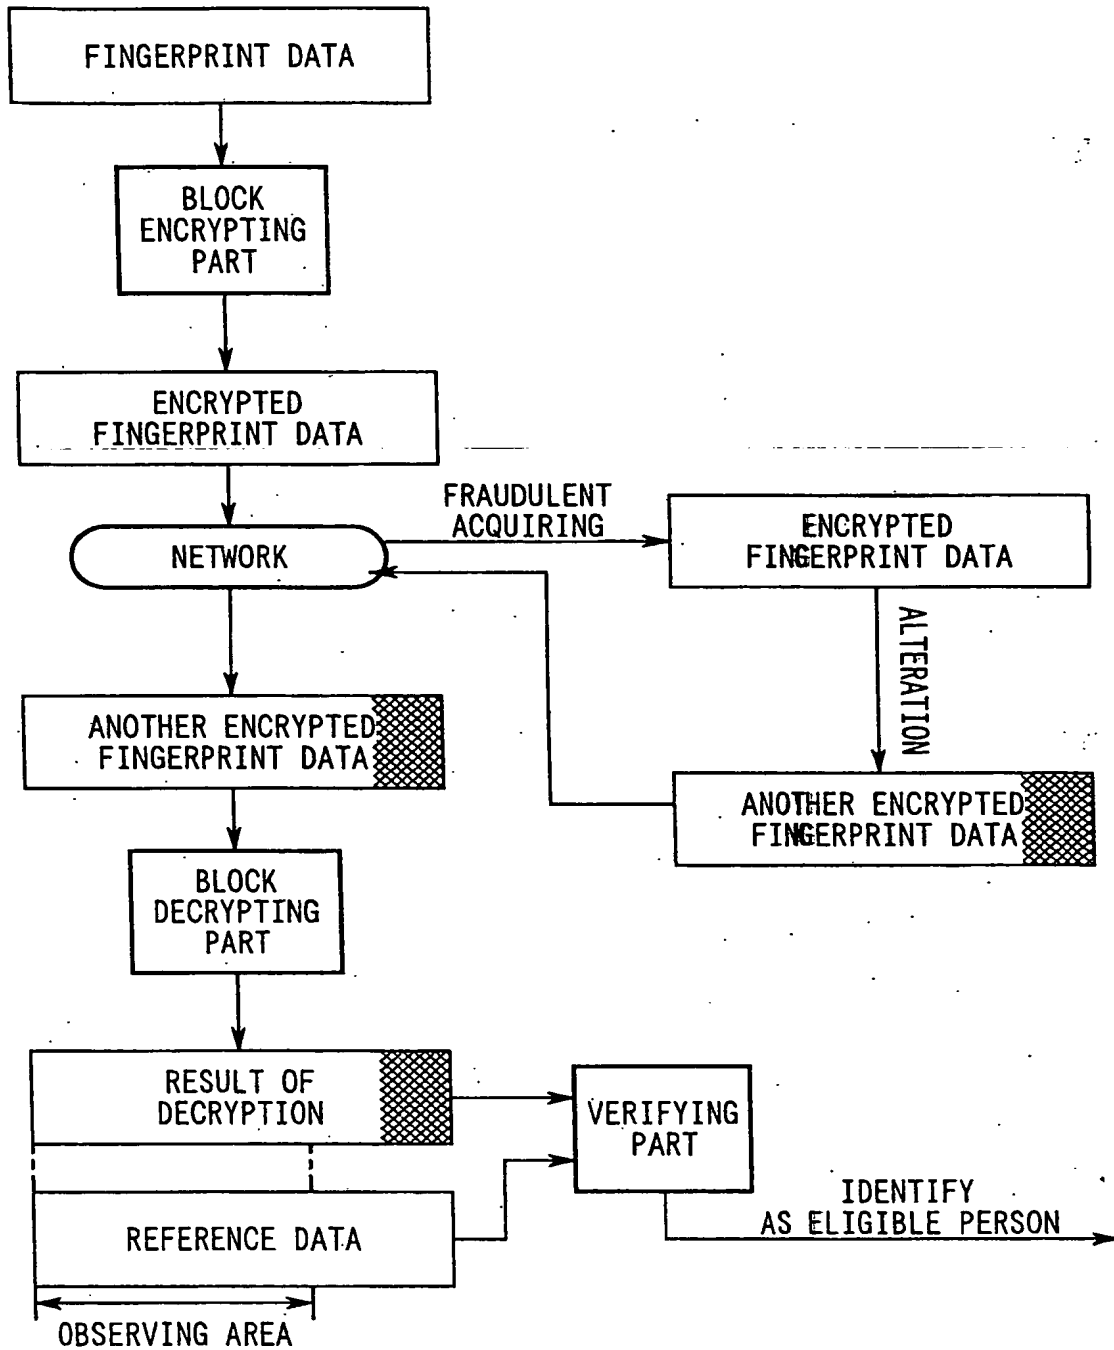 FINGERPRINT DATA
BLOCK
ENCRYPTING
PART
ENCRYPTED
FINGERPRINT DATA
NETWORK
FRAUDULENT
ACQUIRING
ENCRYPTED
FINGERPRINT DATA
ALTERATION
ANOTHER ENCRYPTED
FINGERPRINT DATA
ANOTHER ENCRYPTED
FINGERPRINT DATA
BLOCK
DECRYPTING
PART
RESULT OF
DECRYPTION
VERIFYING
PART
REFERENCE DATA
IDENTIFY
AS ELIGIBLE PERSON
OBSERVING AREA